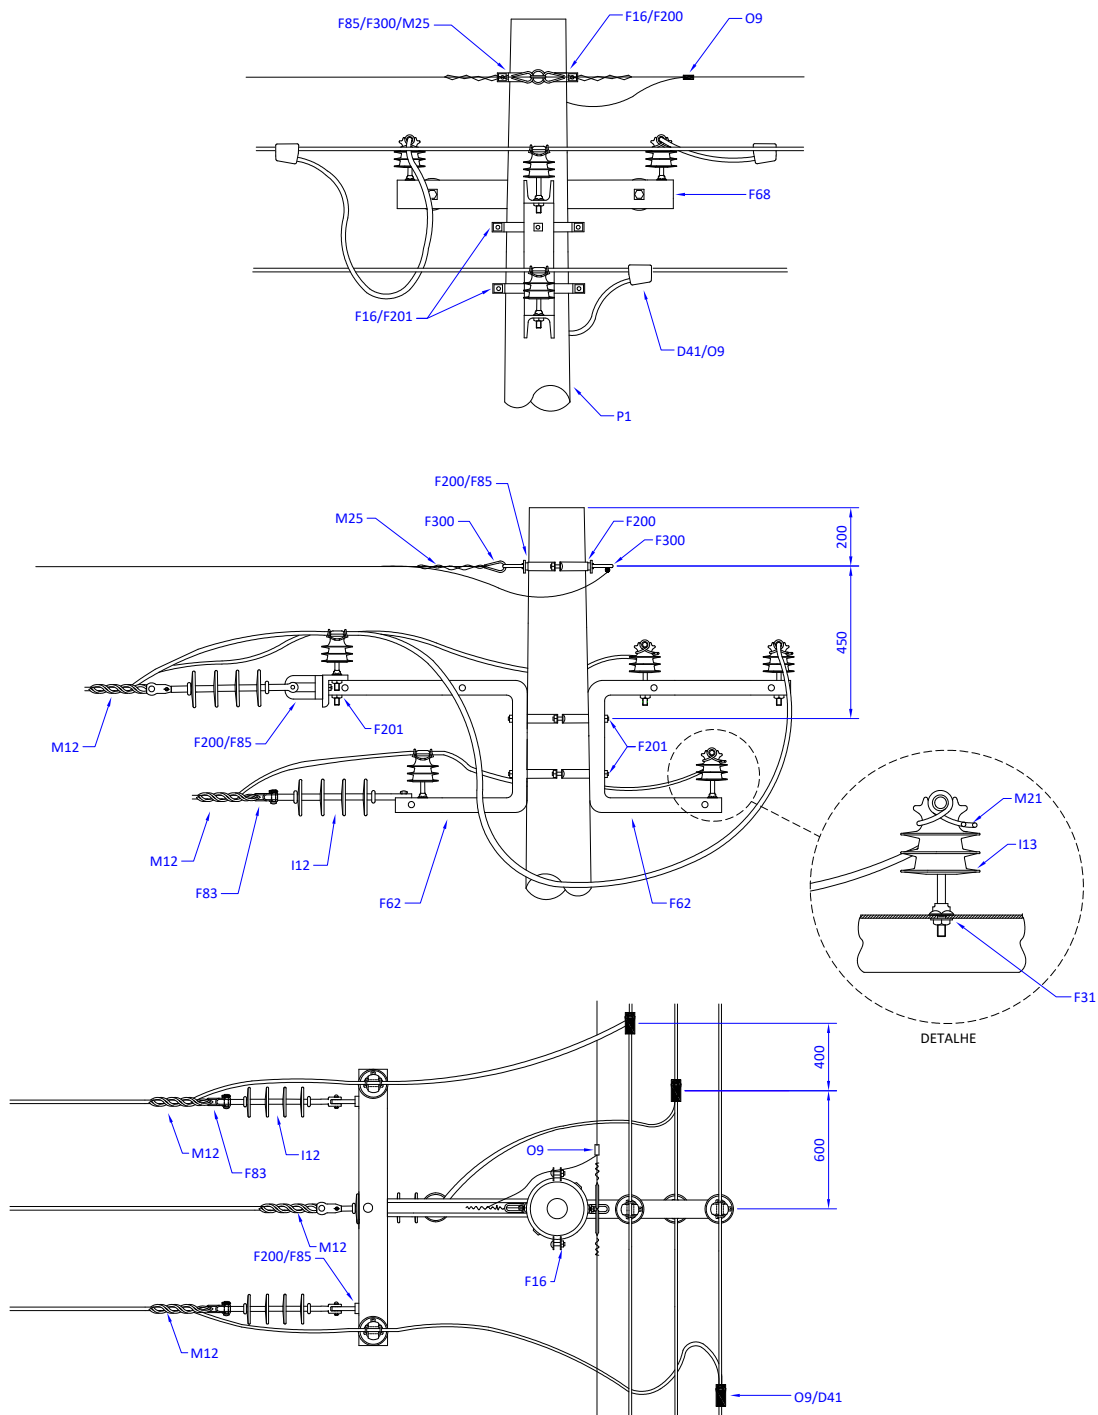 F85/F300/M25
F16/F200
O9
F68
F16/F201
D41/O9
P1
F200/F85
M25
F300
F200
F300
200
450
F201
F200/F85
M12
F201
M12
F83
I12
F62
F62
M21
I13
F31
DETALHE
400
600
O9
M12
F83
I12
M12
F200/F85
F16
M12
O9/D41